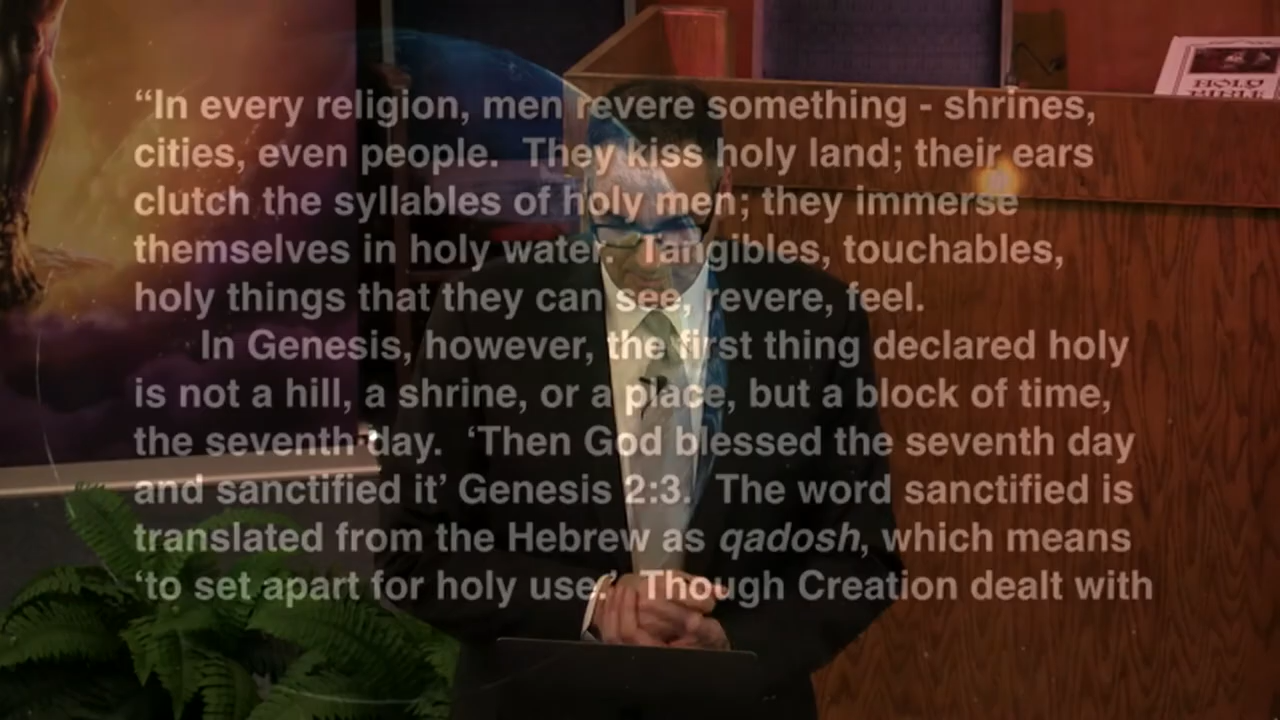 “In every religion, men revere something - shrines,
cities, even people. They kiss holy land; their ears
clutch the syllables of holy men; they immerse
themselves in holy water. Tangibles, touchables,
holy things that they can see, revere, feel.
In Genesis, however, the first thing declared holy
is not a hill, a shrine, or a place, but a block of time,
the seventh day. ‘Then God blessed the seventh day
and sanctified it’ Genesis 2:3. The word sanctified is
translated from the Hebrew as qadosh, which means
‘to set apart for holy use.’ Though Creation dealt with
HOLY
BIBLE